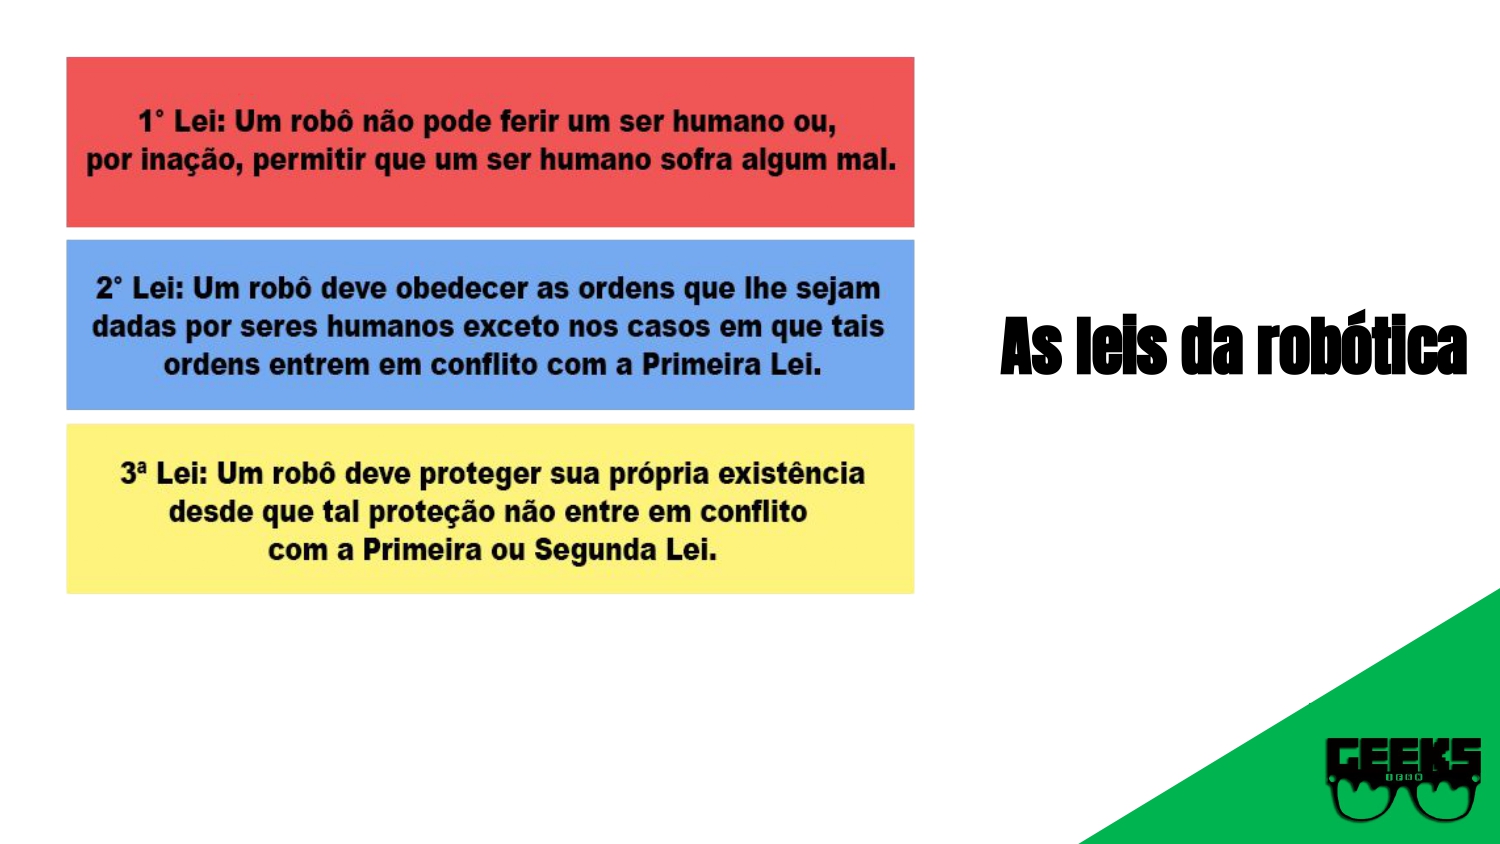 1° Lei: Um robô não pode ferir um ser humano ou,
por inação, permitir que um ser humano sofra algum mal.
2° Lei: Um robô deve obedecer as ordens que lhe sejam
dadas por seres humanos exceto nos casos em que tais
ordens entrem em conflito com a Primeira Lei.
3ª Lei: Um robô deve proteger sua própria existência
desde que tal proteção não entre em conflito
com a Primeira ou Segunda Lei.
As leis da robótica
GEEKS